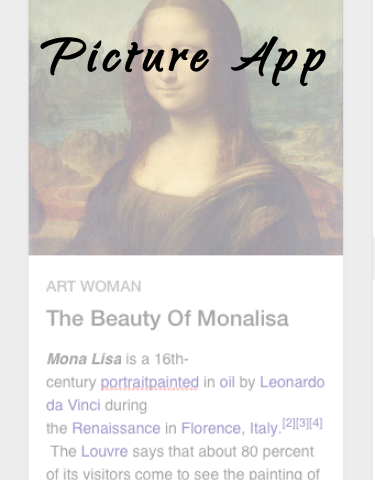 Picture App
ART WOMAN
The Beauty Of Monalisa
Mona Lisa is a 16th-
century portraitpainted in oil by Leonardo
da Vinci during
the Renaissance in Florence, Italy.[2][3][4]
The Louvre says that about 80 percent
of its visitors come to see the painting of